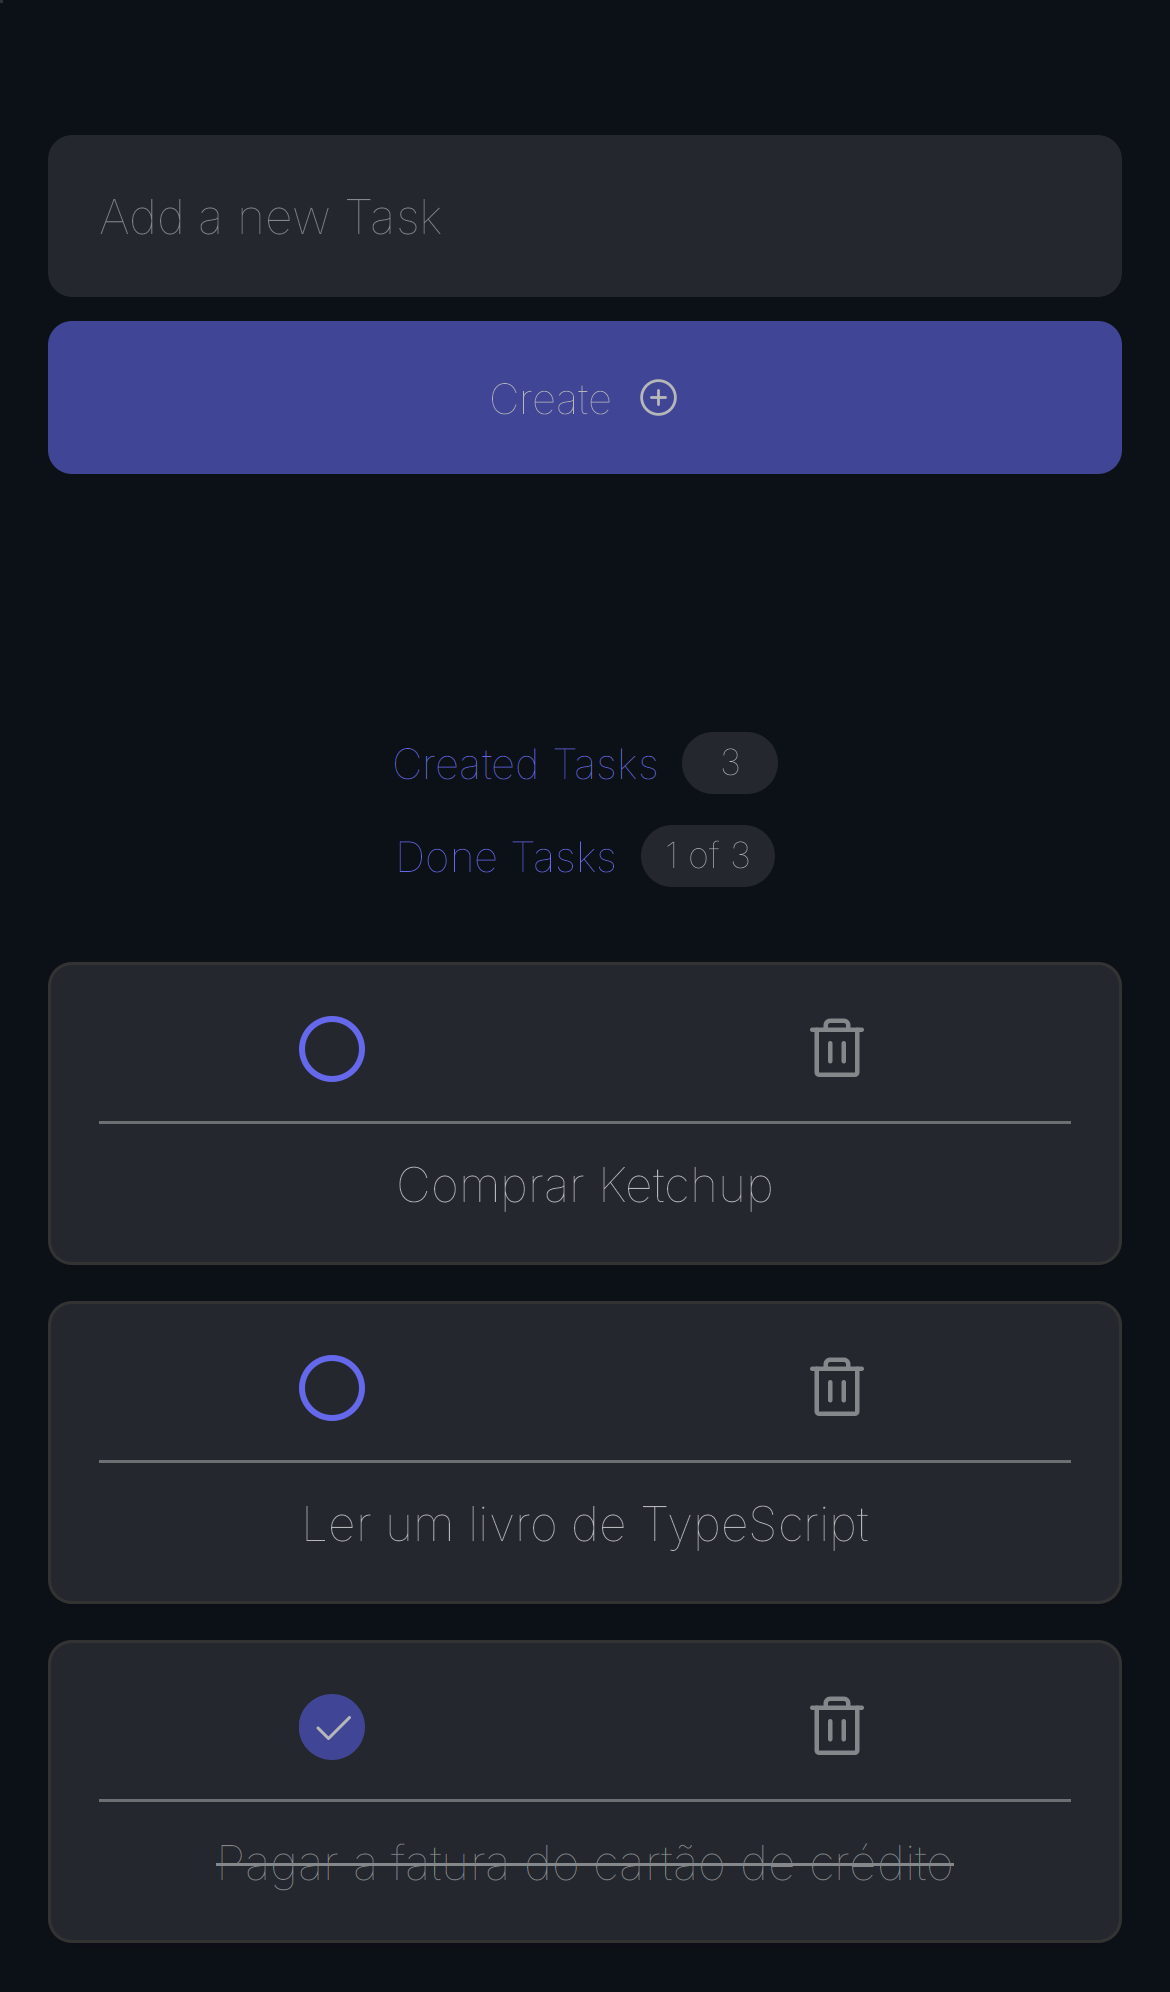 Add a new Task
Create
Created Tasks 3
Done Tasks 1 of 3
Comprar Ketchup
Ler um livro de TypeScript
Pagar a fatura do cartão de crédito